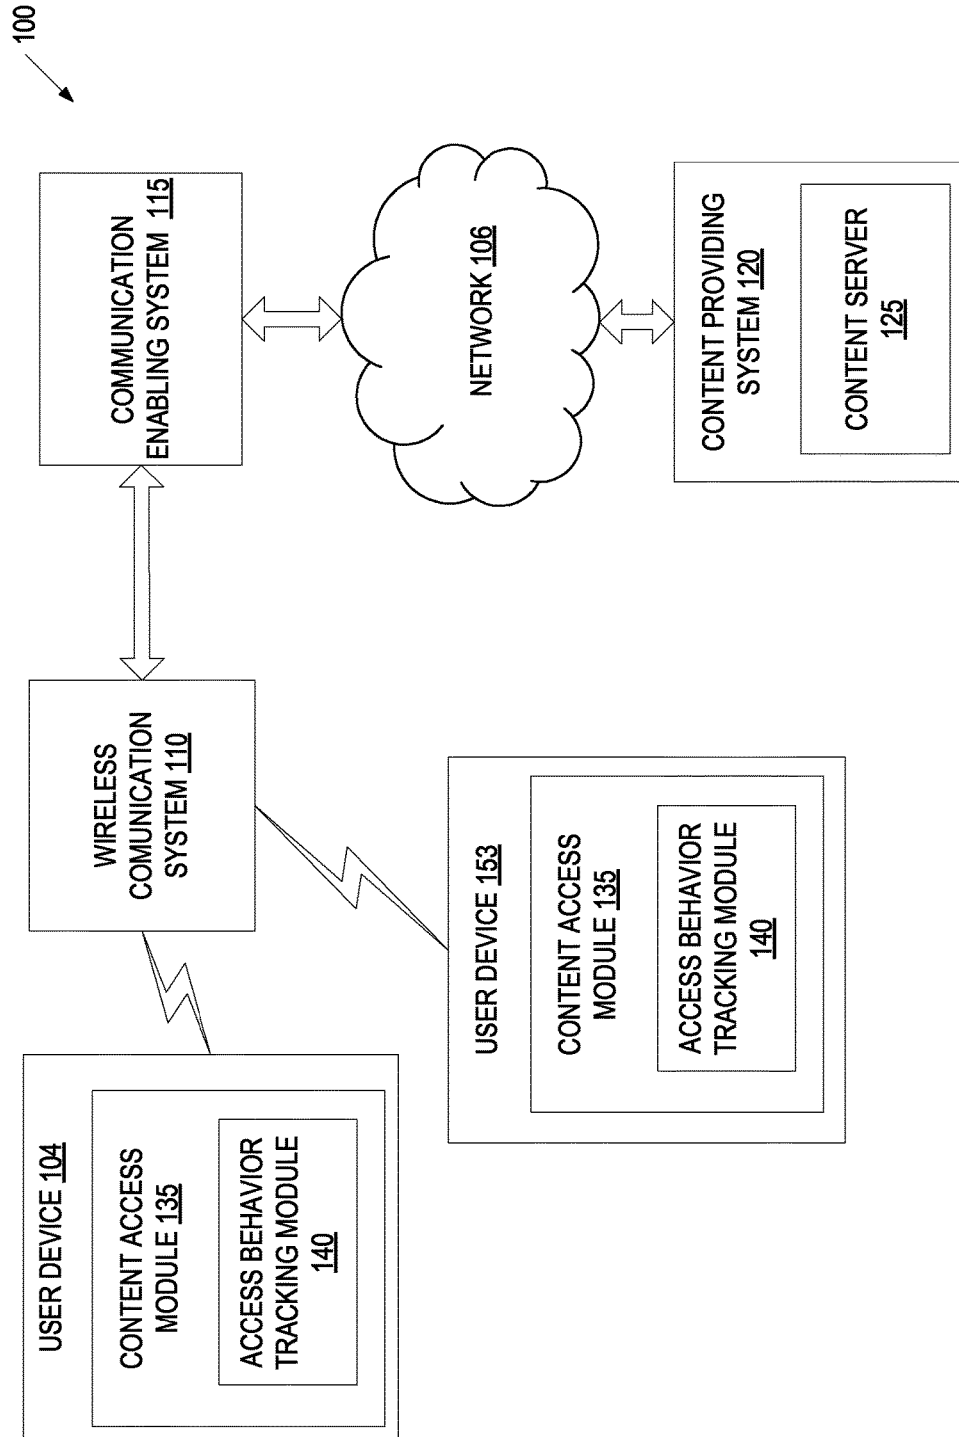 100
USER DEVICE 104
CONTENT ACCESS
MODULE 135
ACCESS BEHAVIOR
TRACKING MODULE
140
WIRELESS
COMUNICATION
SYSTEM 110
COMMUNICATION
ENABLING SYSTEM 115
USER DEVICE 153
CONTENT ACCESS
MODULE 135
ACCESS BEHAVIOR
TRACKING MODULE
140
NETWORK 106
CONTENT PROVIDING
SYSTEM 120
CONTENT SERVER
125